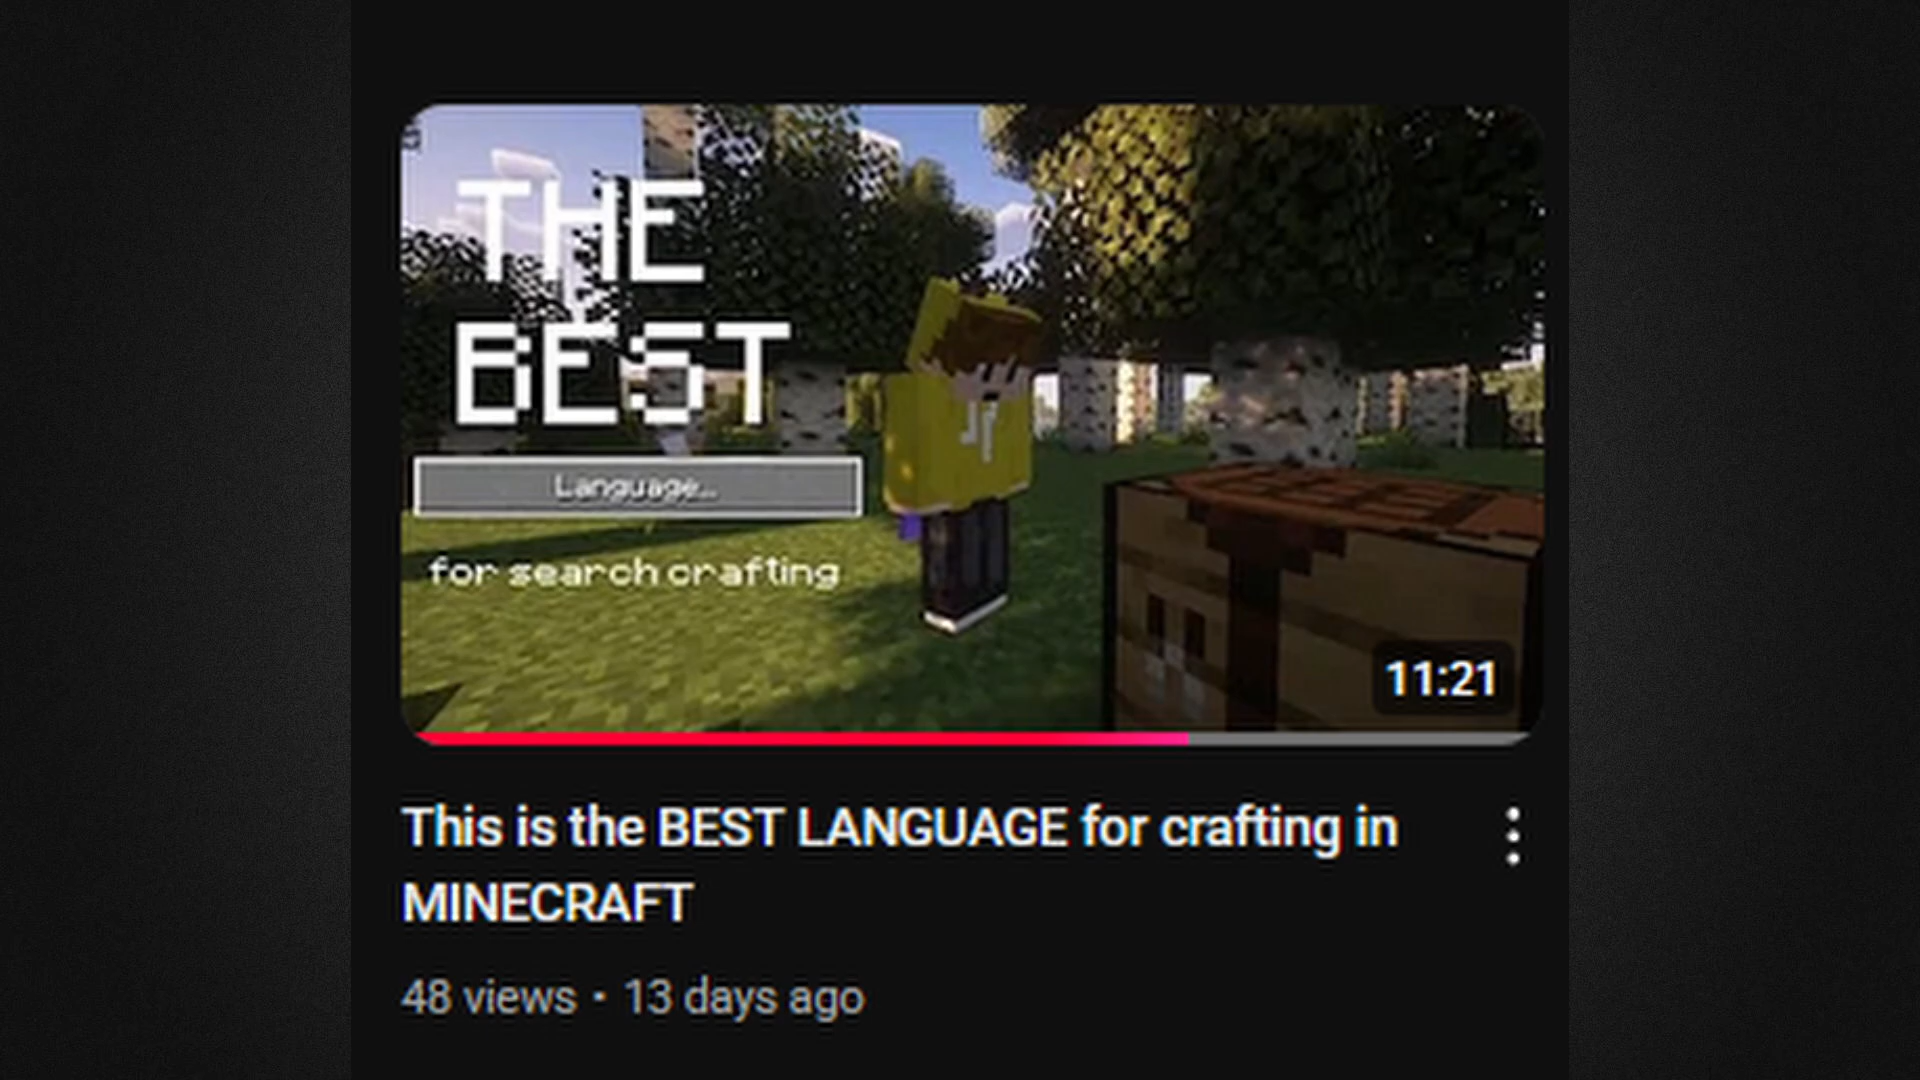 THE
BEST
Language...
for search crafting
11:21
This is the BEST LANGUAGE for crafting in
MINECRAFT
48 views • 13 days ago